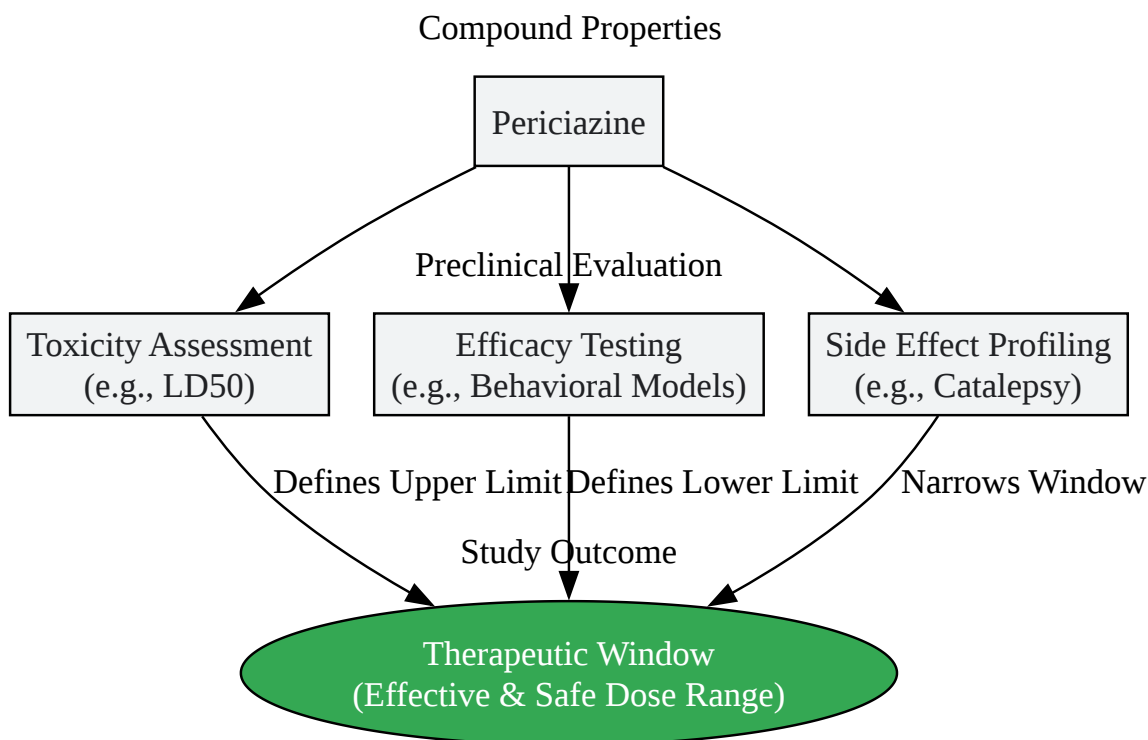 Compound Properties
Periciazine
Preclinical Evaluation
Toxicity Assessment
(e.g., LD50)
Efficacy Testing
(e.g., Behavioral Models)
Side Effect Profiling
(e.g., Catalepsy)
Defines Upper Limit
Defines Lower Limit
Narrows Window
Study Outcome
Therapeutic Window
(Effective & Safe Dose Range)